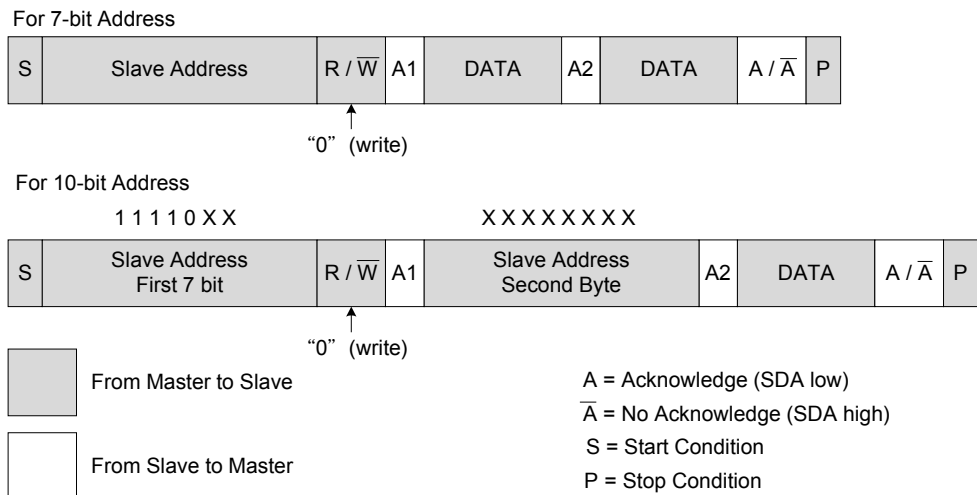 For 7-bit Address
S Slave Address R / W̅ A1 DATA A2 DATA A / A̅ P
“0” (write)
For 10-bit Address
1 1 1 1 0 X X X X X X X X X X
S Slave Address First 7 bit R / W̅ A1 Slave Address Second Byte A2 DATA A / A̅ P
“0” (write)
From Master to Slave
From Slave to Master
A = Acknowledge (SDA low)
A̅ = No Acknowledge (SDA high)
S = Start Condition
P = Stop Condition